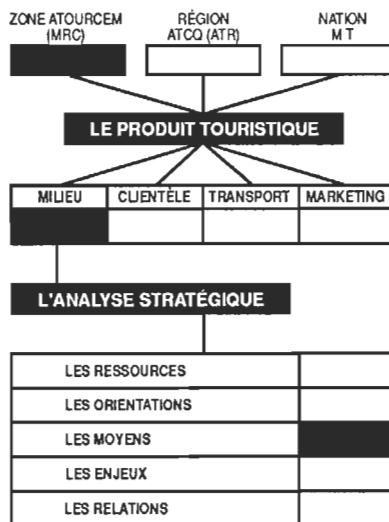 ZONE ATOURCEM RÉGION NATION
(MRC) ATCQ (ATR) M T
LE PRODUIT TOURISTIQUE
MILIEU CLIENTÈLE TRANSPORT MARKETING
L'ANALYSE STRATÉGIQUE
LES RESSOURCES
LES ORIENTATIONS
LES MOYENS
LES ENJEUX
LES RELATIONS